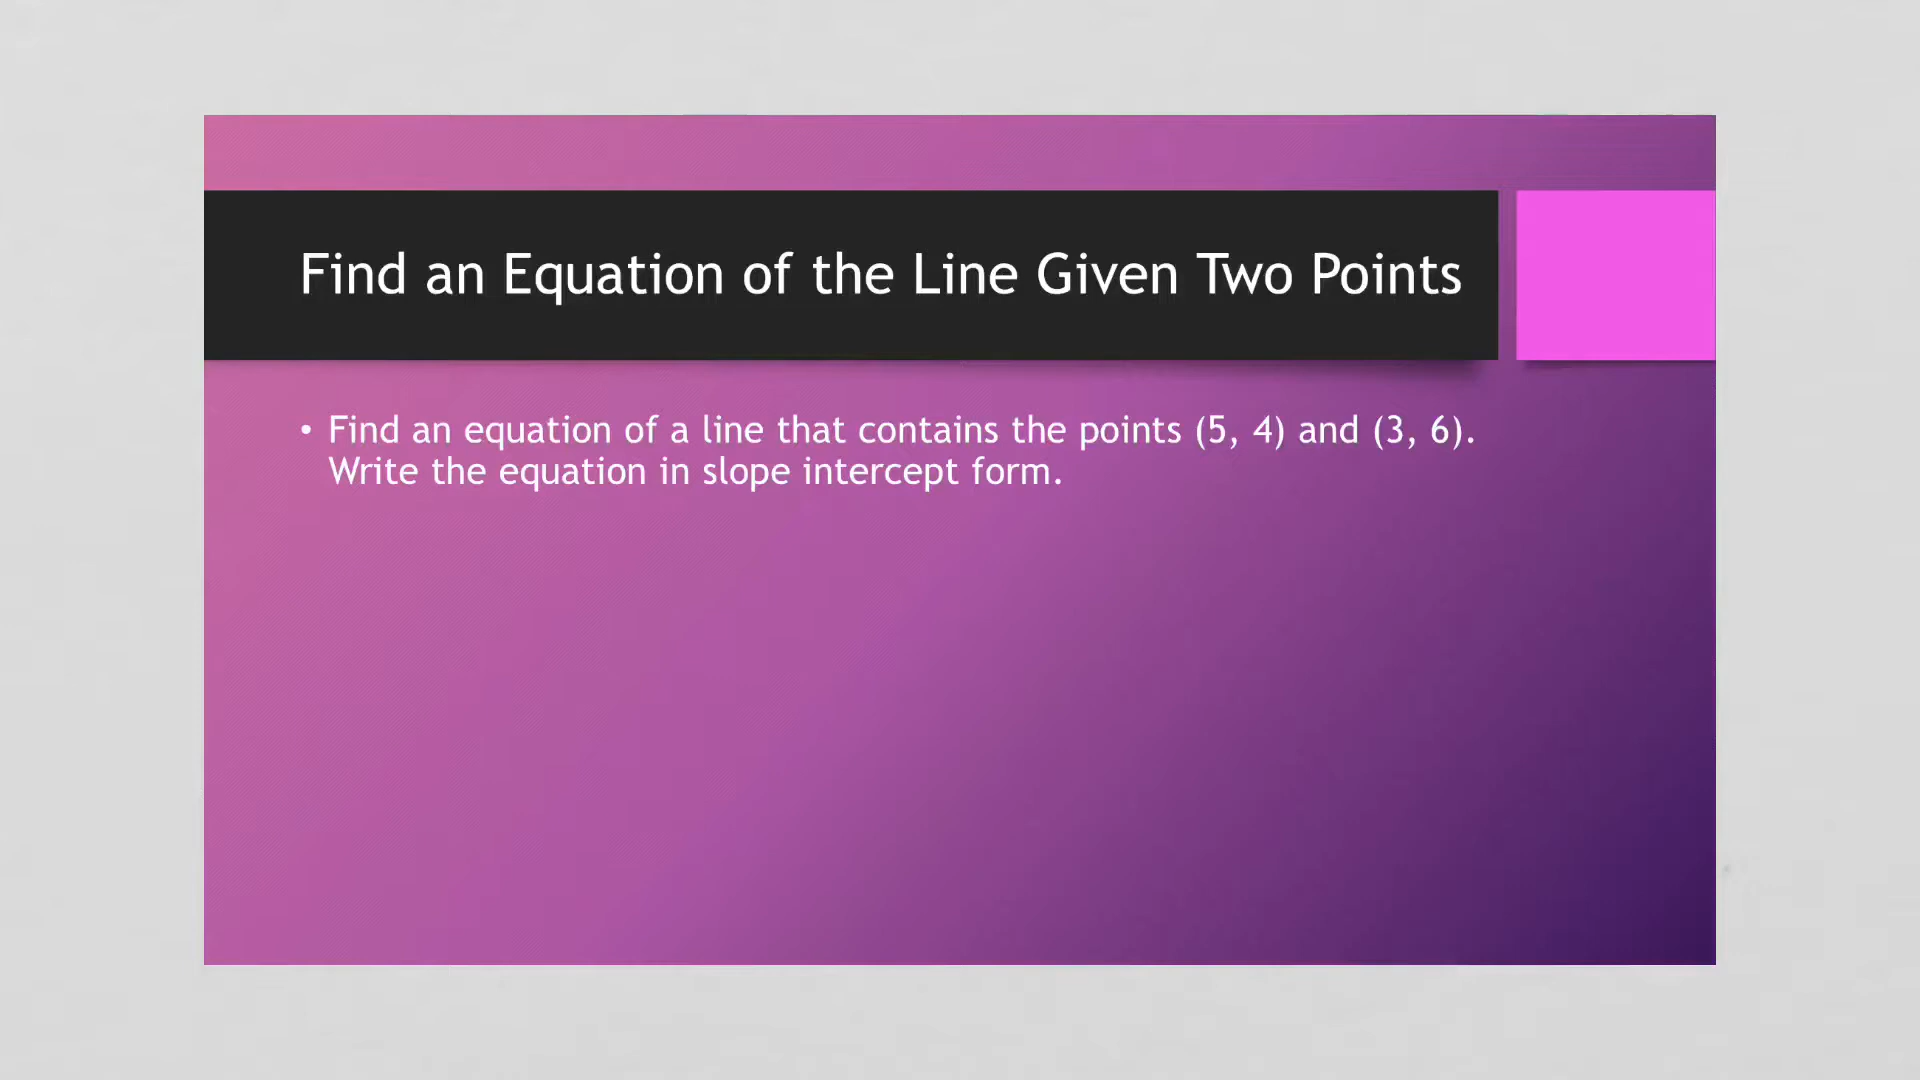 Find an Equation of the Line Given Two Points
• Find an equation of a line that contains the points (5, 4) and (3, 6).
Write the equation in slope intercept form.